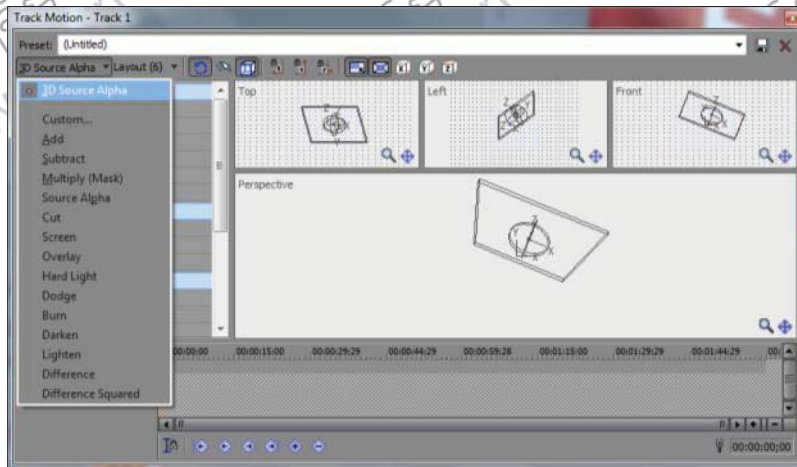 Track Motion - Track 1
Preset: (Untitled)
3D Source Alpha Layout (6)
3D Source Alpha
Custom...
Add
Subtract
Multiply (Mask)
Source Alpha
Cut
Screen
Overlay
Hard Light
Dodge
Burn
Darken
Lighten
Difference
Difference Squared
Top
Left
Front
Perspective
00:00:00 00:00:15:00 00:00:29:29 00:00:44:29 00:00:59:28 00:01:15:00 00:01:29:29 00:01:44:29 00:
00:00:00;00